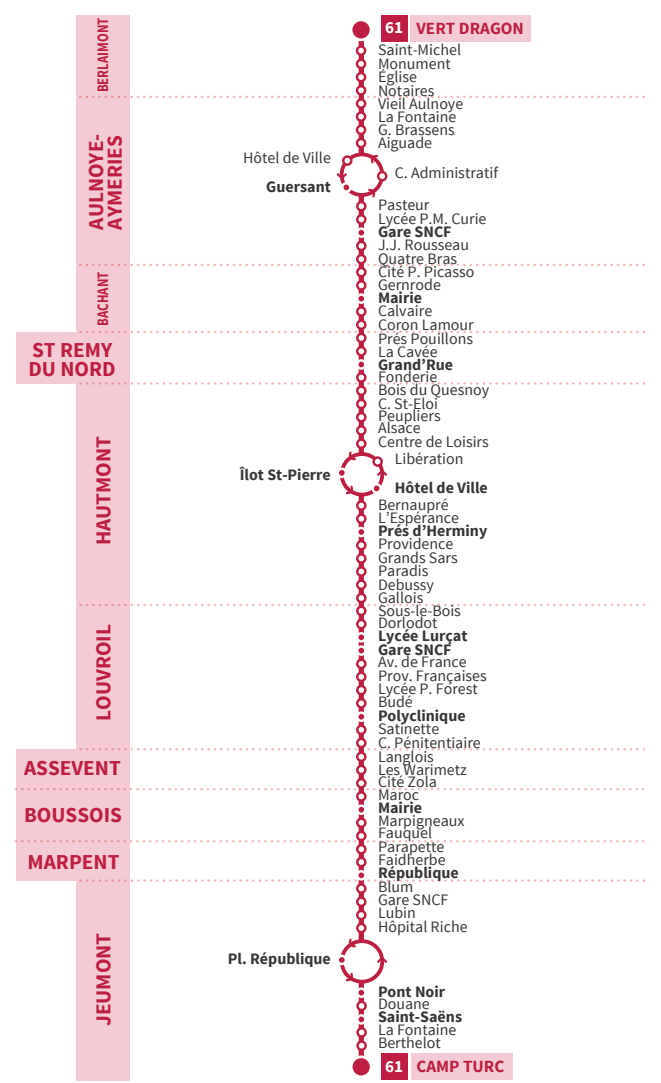 61 VERT DRAGON
BERLAIMONT
Saint-Michel
Monument
Église
Notaires
AULNOYE-
AYMERIES
Vieil Aulnoye
La Fontaine
G. Brassens
Aiguade
Hôtel de Ville
C. Administratif
Guersant
Pasteur
Lycée P.M. Curie
Gare SNCF
J.J. Rousseau
Quatre Bras
BACHANT
Cité P. Picasso
Gernrode
Mairie
Calvaire
Coron Lamour
ST REMY
DU NORD
Prés Pouillons
La Cavée
Grand'Rue
Fonderie
HAUTMONT
Bois du Quesnoy
C. St-Eloi
Peupliers
Alsace
Centre de Loisirs
Libération
Îlot St-Pierre
Hôtel de Ville
Bernaupré
L'Espérance
Prés d'Herminy
Providence
Grands Sars
Paradis
Debussy
Gallois
LOUVROIL
Sous-le-Bois
Dorlodot
Lycée Lurçat
Gare SNCF
Av. de France
Prov. Françaises
Lycée P. Forest
Budé
Polyclinique
Satinette
C. Pénitentiaire
ASSEVENT
Langlois
Les Warimetz
Cité Zola
BOUSSOIS
Maroc
Mairie
Marpigneaux
Fauquel
MARPENT
Parapette
Faidherbe
République
JEUMONT
Blum
Gare SNCF
Lubin
Hôpital Riche
Pl. République
Pont Noir
Douane
Saint-Saëns
La Fontaine
Berthelot
61 CAMP TURC